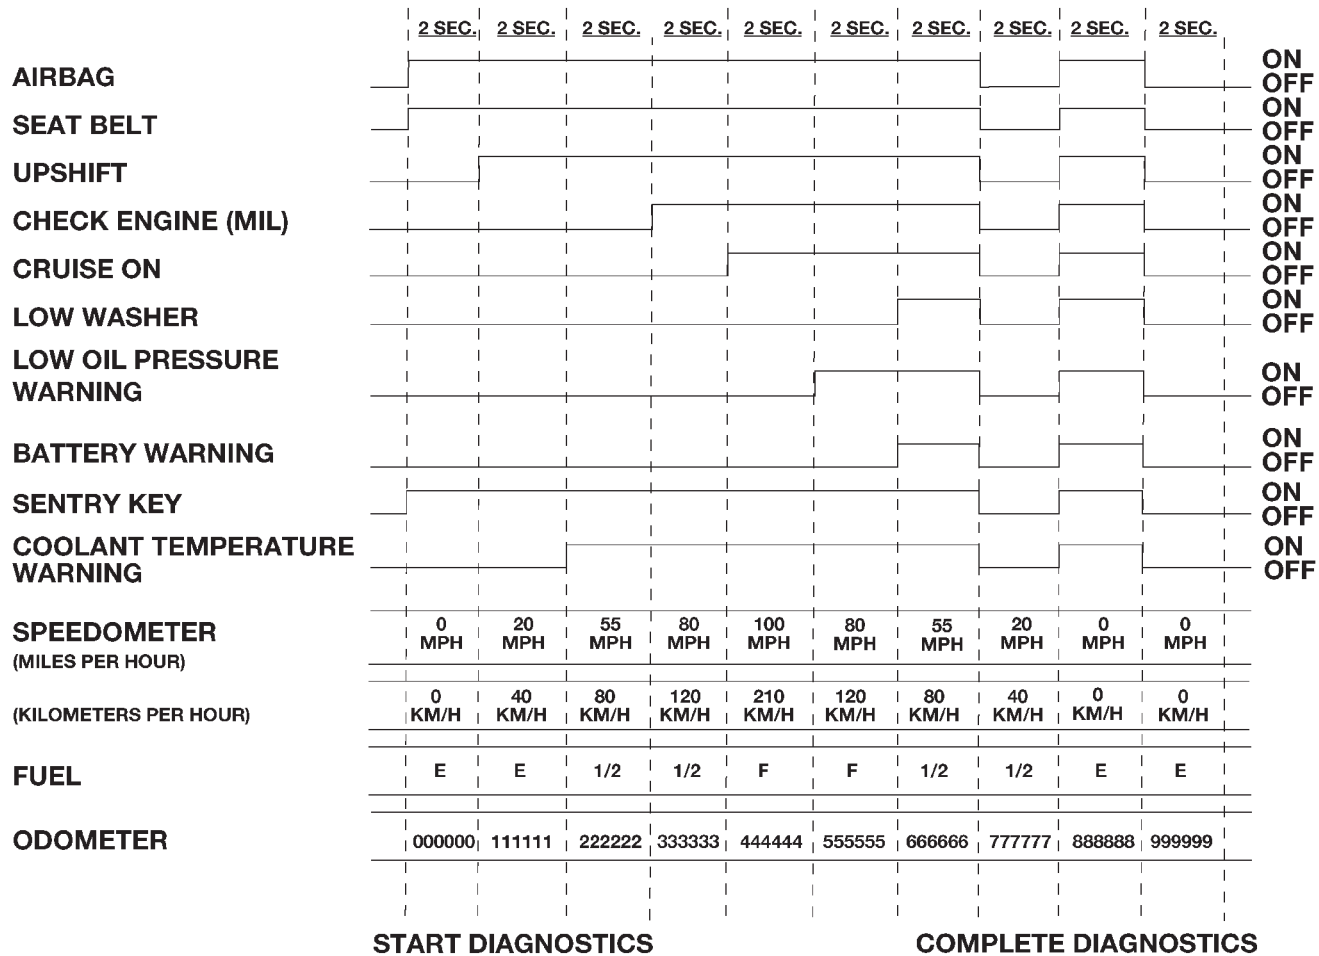 2 SEC. 2 SEC. 2 SEC. 2 SEC. 2 SEC. 2 SEC. 2 SEC. 2 SEC. 2 SEC. 2 SEC.
AIRBAG ON OFF
SEAT BELT ON OFF
UPSHIFT ON OFF
CHECK ENGINE (MIL) ON OFF
CRUISE ON ON OFF
LOW WASHER ON OFF
LOW OIL PRESSURE
WARNING ON OFF
BATTERY WARNING ON OFF
SENTRY KEY ON OFF
COOLANT TEMPERATURE ON
WARNING OFF
SPEEDOMETER 0 20 55 80 100 80 55 20 0 0
MPH MPH MPH MPH MPH MPH MPH MPH MPH MPH
(MILES PER HOUR)
0 40 80 120 210 120 80 40 0 0
(KILOMETERS PER HOUR) KM/H KM/H KM/H KM/H KM/H KM/H KM/H KM/H KM/H KM/H
FUEL E E 1/2 1/2 F F 1/2 1/2 E E
ODOMETER 000000 111111 222222 333333 444444 555555 666666 777777 888888 999999
START DIAGNOSTICS COMPLETE DIAGNOSTICS